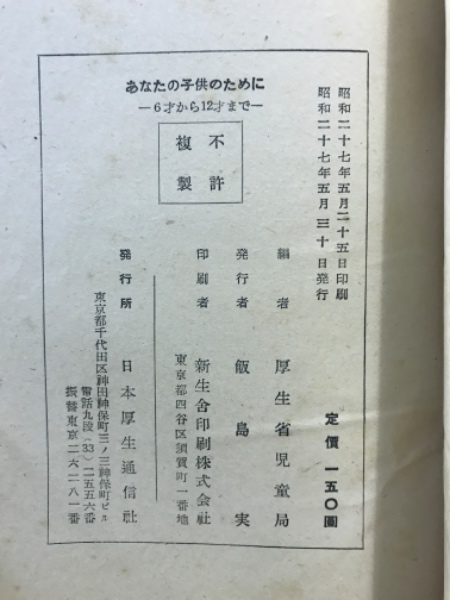 昭和二十七年五月二十五日印刷
昭和二十七年五月三十日発行
定價 一五〇圓
あなたの子供のために
―6才から12才まで―
不許
複製
編者 厚生省児童局
発行者 飯島実
印刷者 新生舎印刷株式会社
東京都四谷区須賀町一番地
発行所 日本厚生通信社
東京都千代田区神田神保町三ノ三神保町ビル
電話九段(33)二五五六番
振替東京二六二八一番